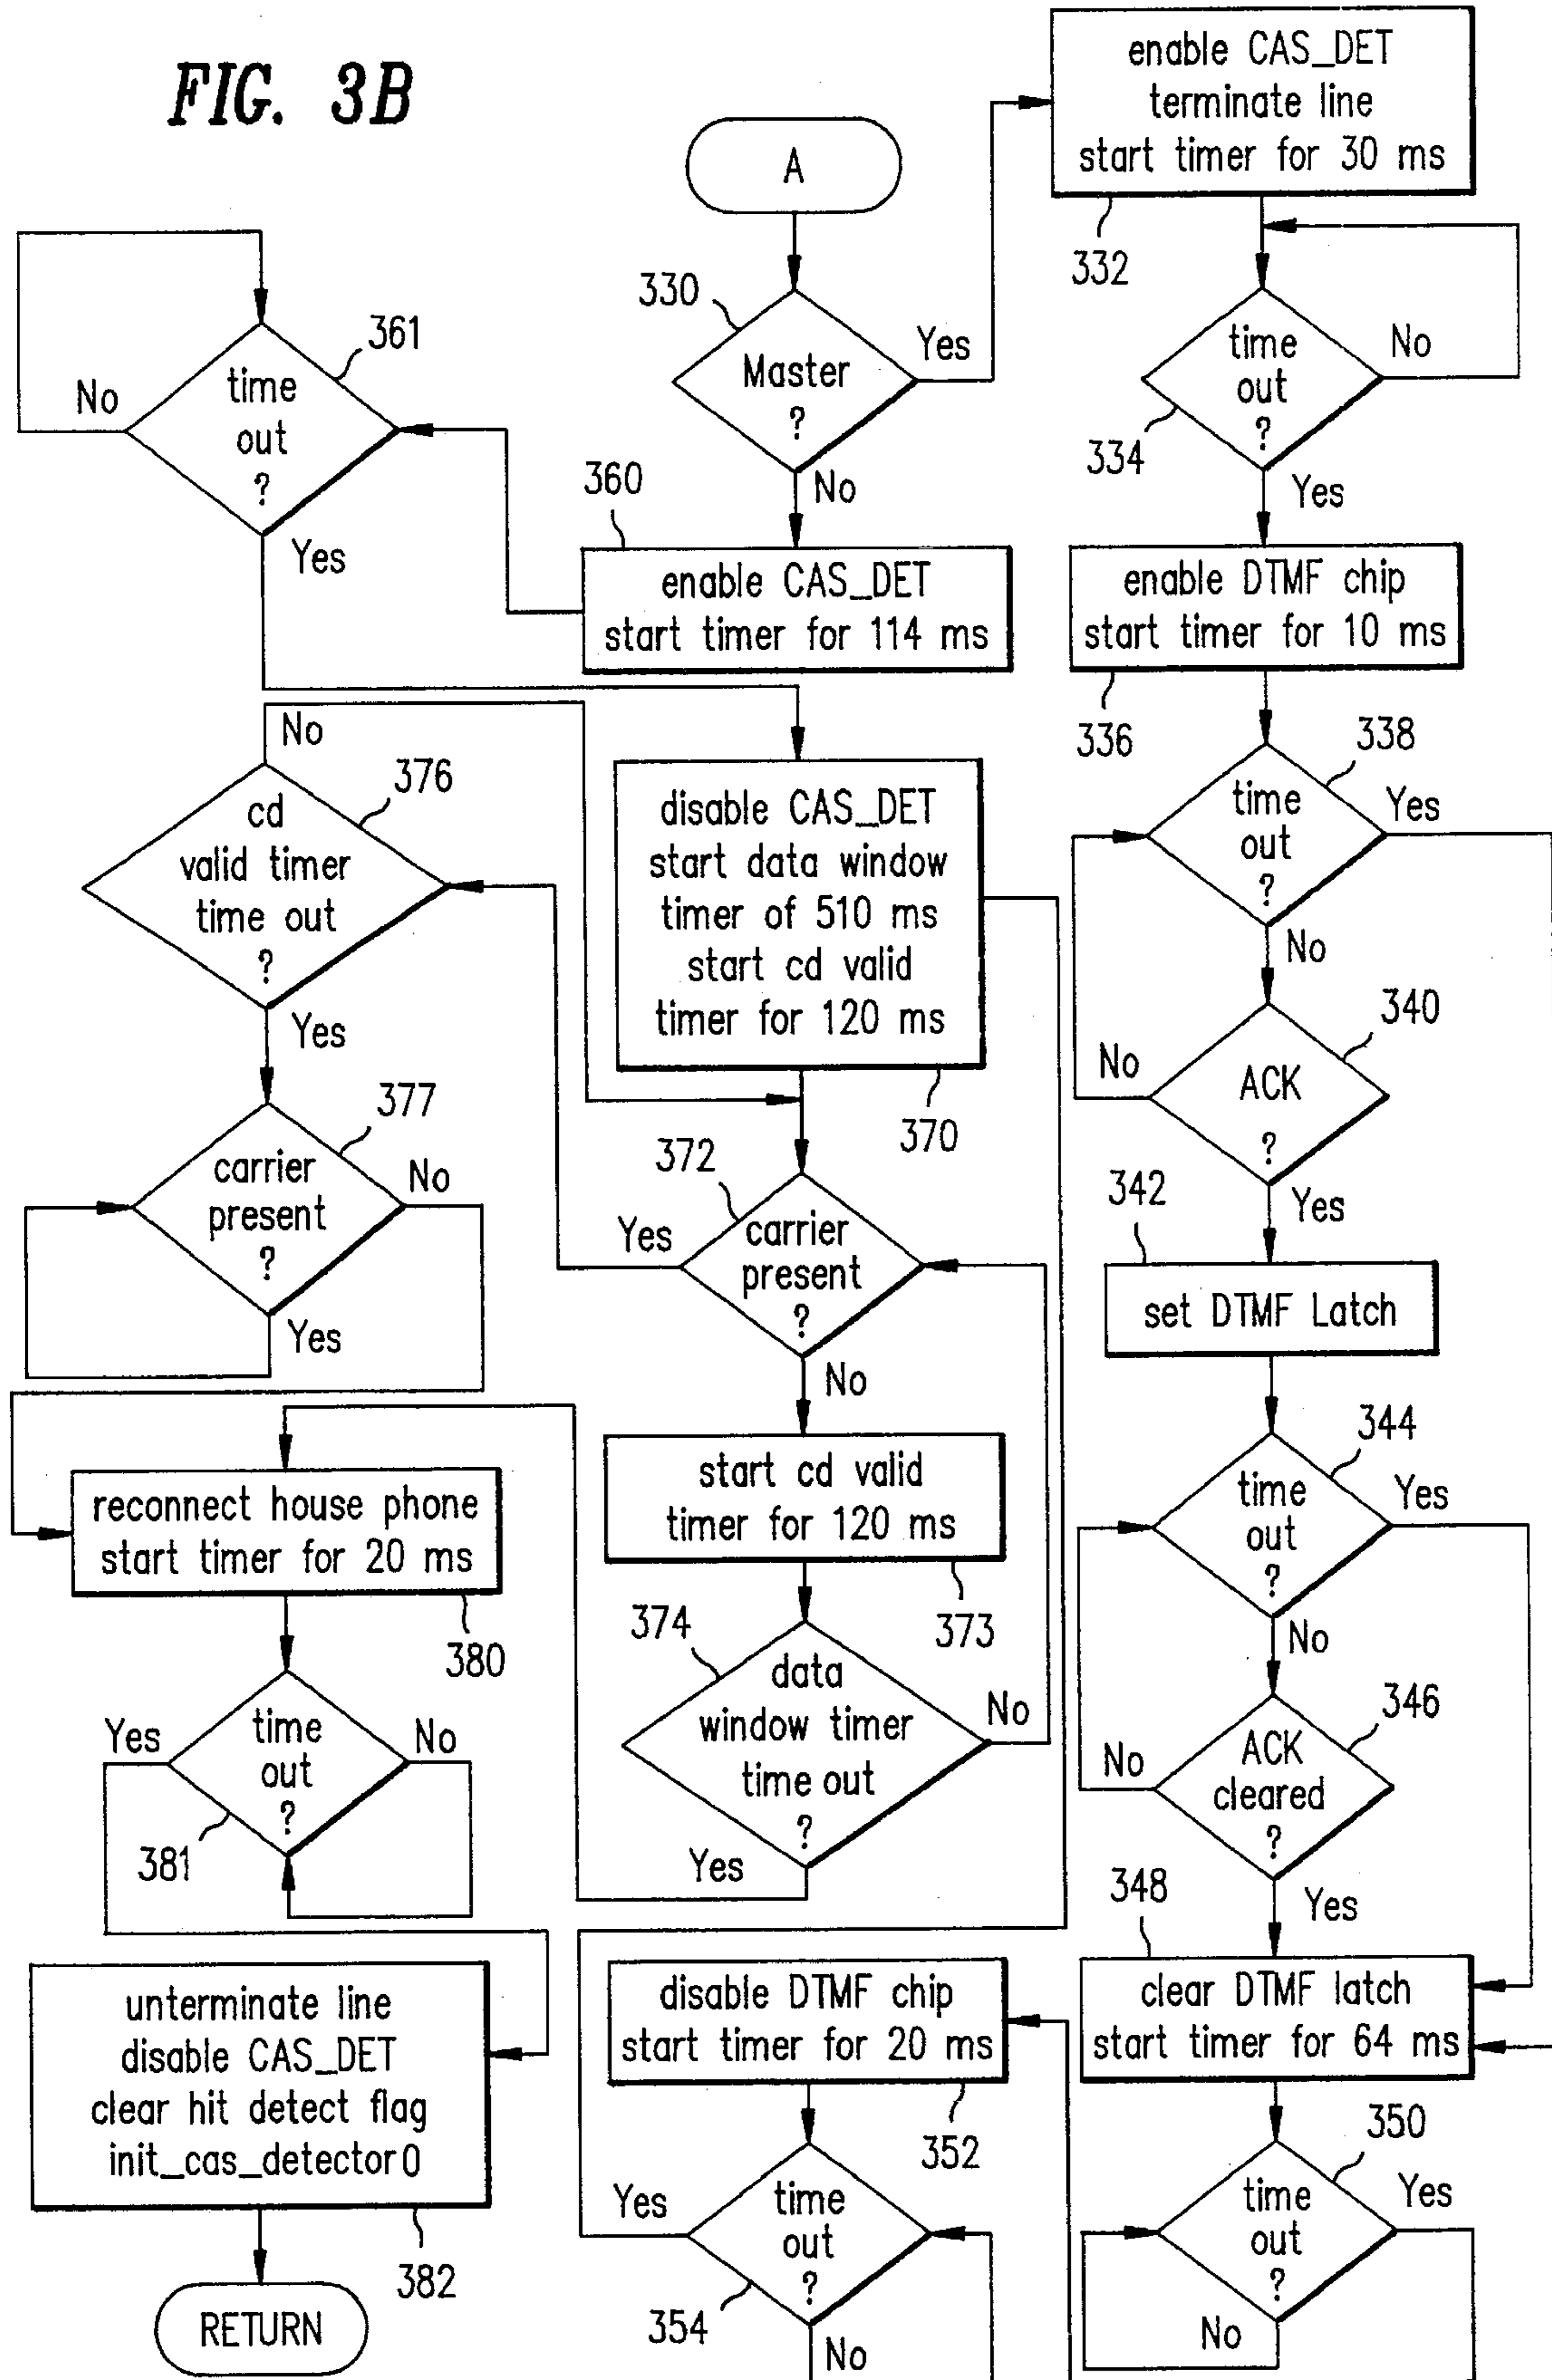 FIG. 3B
A
330
Master
?
Yes
No
enable CAS_DET
terminate line
start timer for 30 ms
332
time
out
?
334
No
Yes
enable DTMF chip
start timer for 10 ms
336
338
time
out
?
Yes
No
340
ACK
?
No
Yes
342
set DTMF Latch
344
time
out
?
Yes
No
346
ACK
cleared
?
No
Yes
348
clear DTMF latch
start timer for 64 ms
350
time
out
?
Yes
No
disable DTMF chip
start timer for 20 ms
352
time
out
?
354
Yes
No
360
enable CAS_DET
start timer for 114 ms
361
time
out
?
No
Yes
disable CAS_DET
start data window
timer of 510 ms
start cd valid
timer for 120 ms
370
372
carrier
present
?
Yes
No
start cd valid
timer for 120 ms
373
374
data
window timer
time out
?
No
Yes
376
cd
valid timer
time out
?
No
Yes
377
carrier
present
?
No
Yes
reconnect house phone
start timer for 20 ms
380
time
out
?
381
Yes
No
unterminate line
disable CAS_DET
clear hit detect flag
init_cas_detector()
382
RETURN